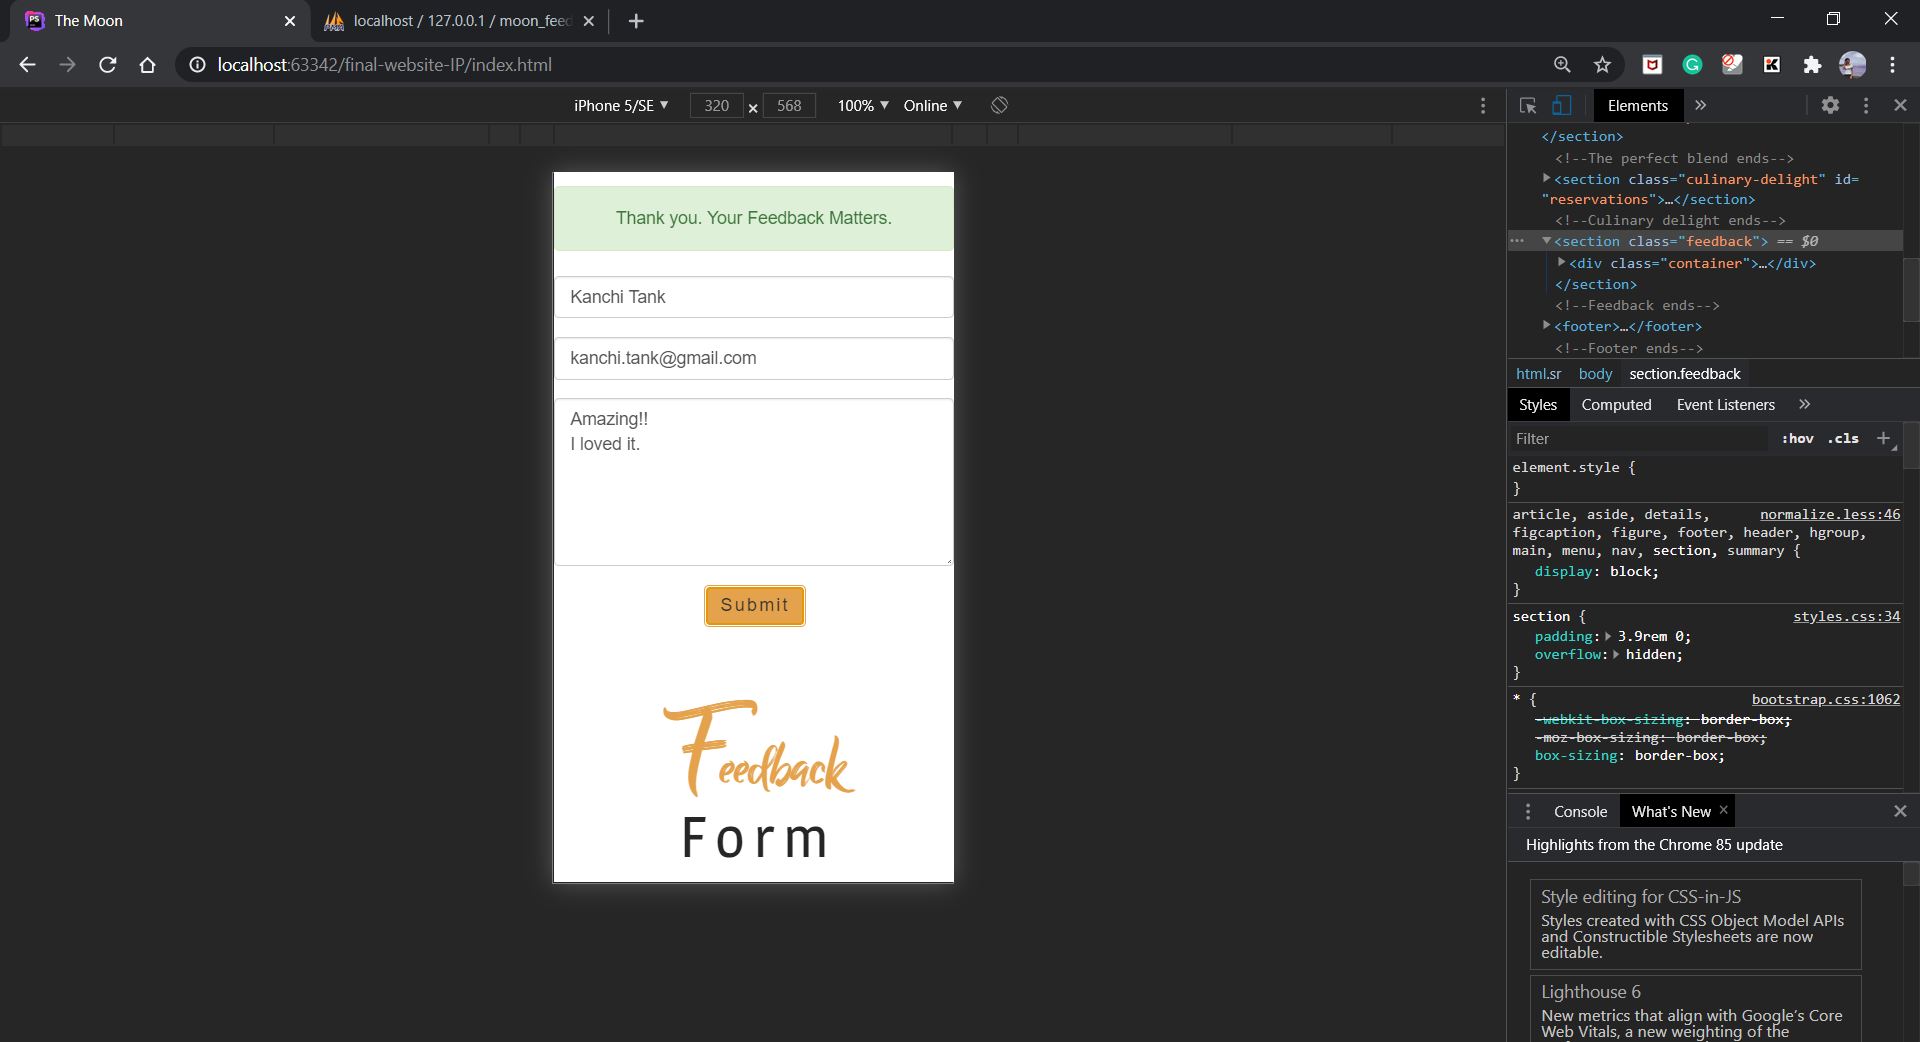 The Moon
localhost / 127.0.0.1 / moon_feed
localhost:63342/final-website-IP/index.html
iPhone 5/SE 320 x 568 100% Online
Thank you. Your Feedback Matters.
Kanchi Tank
kanchi.tank@gmail.com
Amazing!!
I loved it.
Submit
Feedback
Form
Elements
</section>
<!--The perfect blend ends-->
<section class="culinary-delight" id=
"reservations">…</section>
<!--Culinary delight ends-->
<section class="feedback"> == $0
<div class="container">…</div>
</section>
<!--Feedback ends-->
<footer>…</footer>
<!--Footer ends-->
html.sr body section.feedback
Styles Computed Event Listeners
Filter :hov .cls
element.style {
}
article, aside, details, normalize.less:46
figcaption, figure, footer, header, hgroup,
main, menu, nav, section, summary {
display: block;
}
section { styles.css:34
padding: 3.9rem 0;
overflow: hidden;
}
* { bootstrap.css:1062
-webkit-box-sizing: border-box;
-moz-box-sizing: border-box;
box-sizing: border-box;
}
Console What's New
Highlights from the Chrome 85 update
Style editing for CSS-in-JS
Styles created with CSS Object Model APIs
and Constructible Stylesheets are now
editable.
Lighthouse 6
New metrics that align with Google's Core
Web Vitals, a new weighting of the